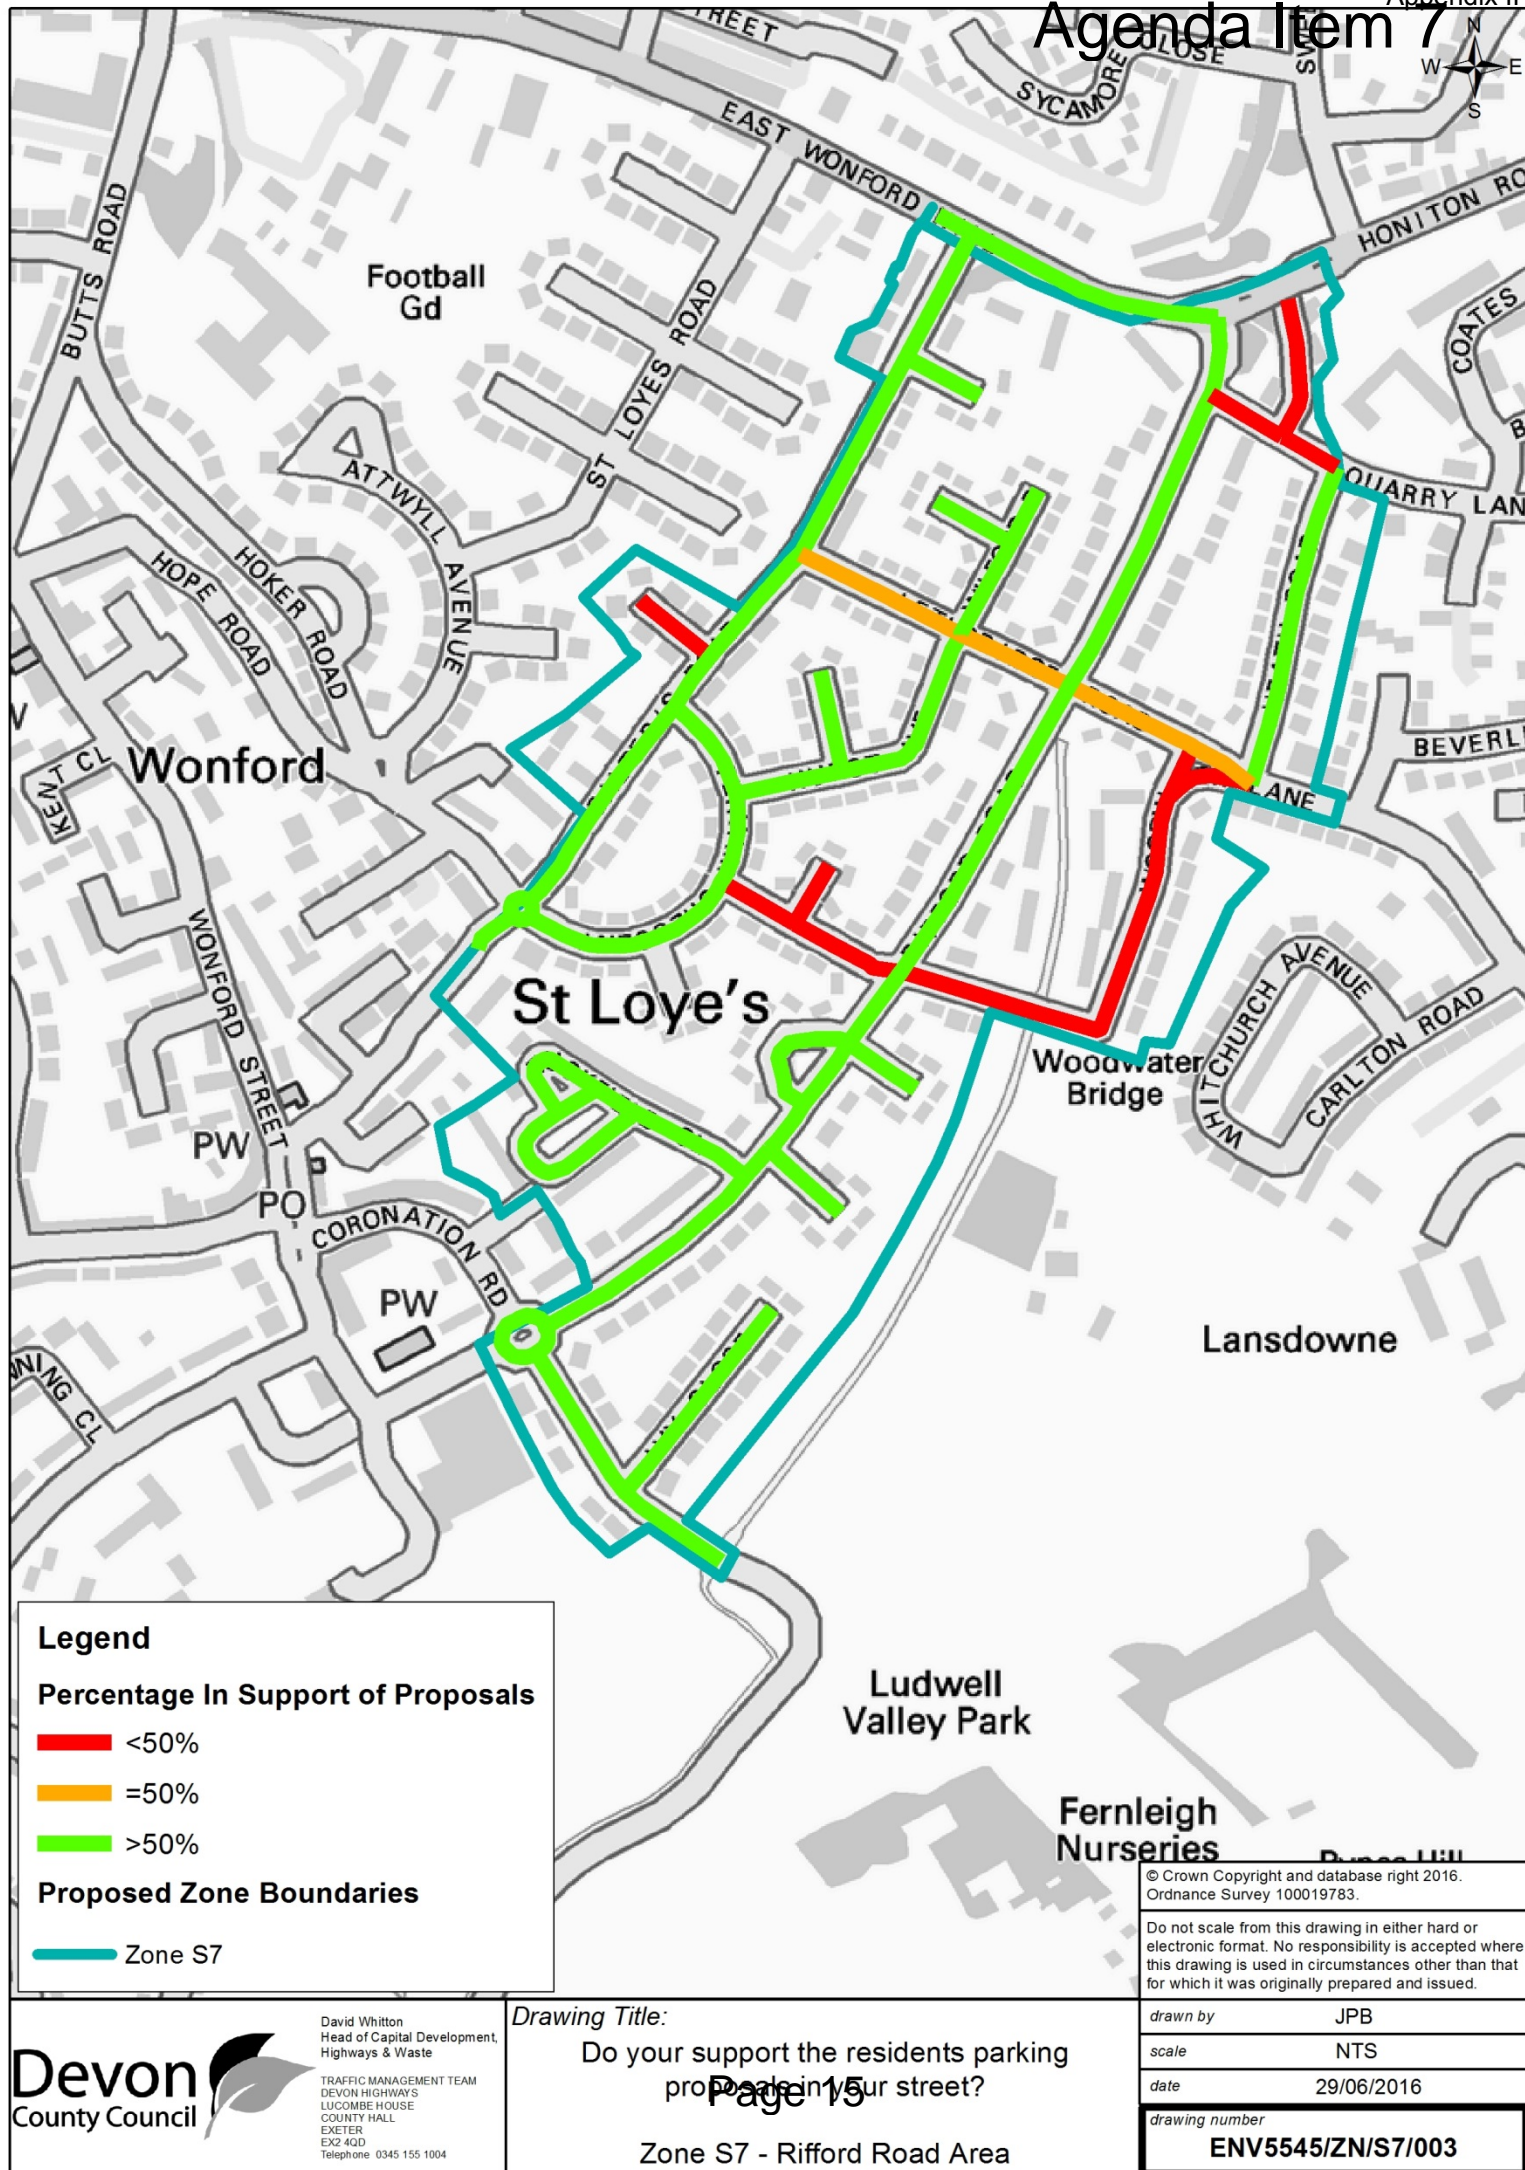 Agenda Item 7
N
W
E
S
SYCAMORE CLOSE
EAST WONFORD
HONITON RO
BUTTS ROAD
Football
Gd
ST LOYES ROAD
COATES
ATTWYLL AVENUE
QUARRY LAN
HOPE ROAD
HOKER ROAD
Wonford
KENT CL
BEVERL
LANE
WONFORD STREET
St Loye's
WHITCHURCH AVENUE
CARLTON ROAD
Woodwater
Bridge
PW
PO
CORONATION RD
PW
Lansdowne
NING CL
Ludwell
Valley Park
Fernleigh
Nurseries
Legend
Percentage In Support of Proposals
<50%
=50%
>50%
Proposed Zone Boundaries
Zone S7
© Crown Copyright and database right 2016.
Ordnance Survey 100019783.
Do not scale from this drawing in either hard or
electronic format. No responsibility is accepted where
this drawing is used in circumstances other than that
for which it was originally prepared and issued.
Devon
County Council
David Whitton
Head of Capital Development,
Highways & Waste
TRAFFIC MANAGEMENT TEAM
DEVON HIGHWAYS
LUCOMBE HOUSE
COUNTY HALL
EXETER
EX2 4QD
Telephone 0345 155 1004
Drawing Title:
Do your support the residents parking
proposals in your street?
Page 15
Zone S7 - Rifford Road Area
drawn by JPB
scale NTS
date 29/06/2016
drawing number
ENV5545/ZN/S7/003